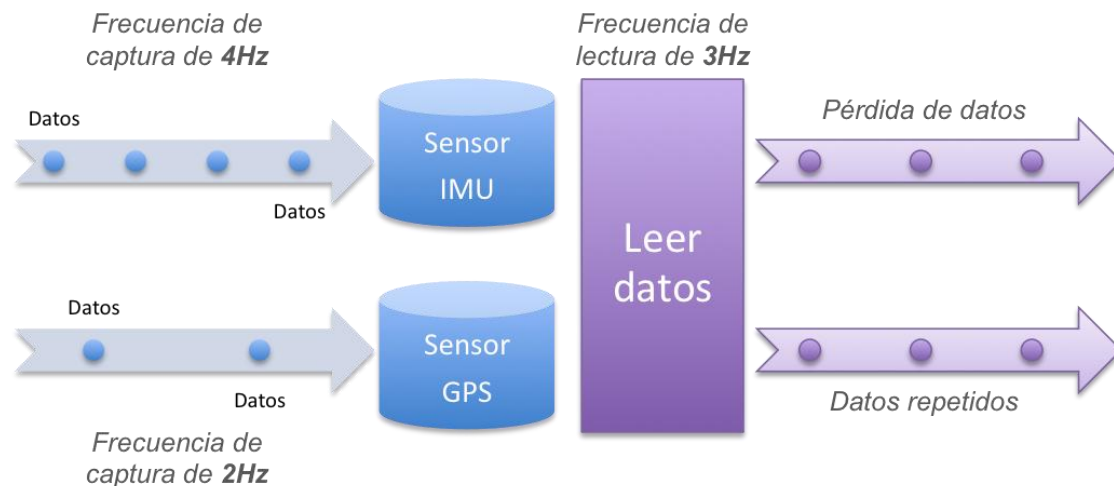 Frecuencia de
captura de 4Hz
Frecuencia de
lectura de 3Hz
Datos
Sensor
IMU
Datos
Pérdida de datos
Leer
datos
Datos
Sensor
GPS
Datos
Datos repetidos
Frecuencia de
captura de 2Hz